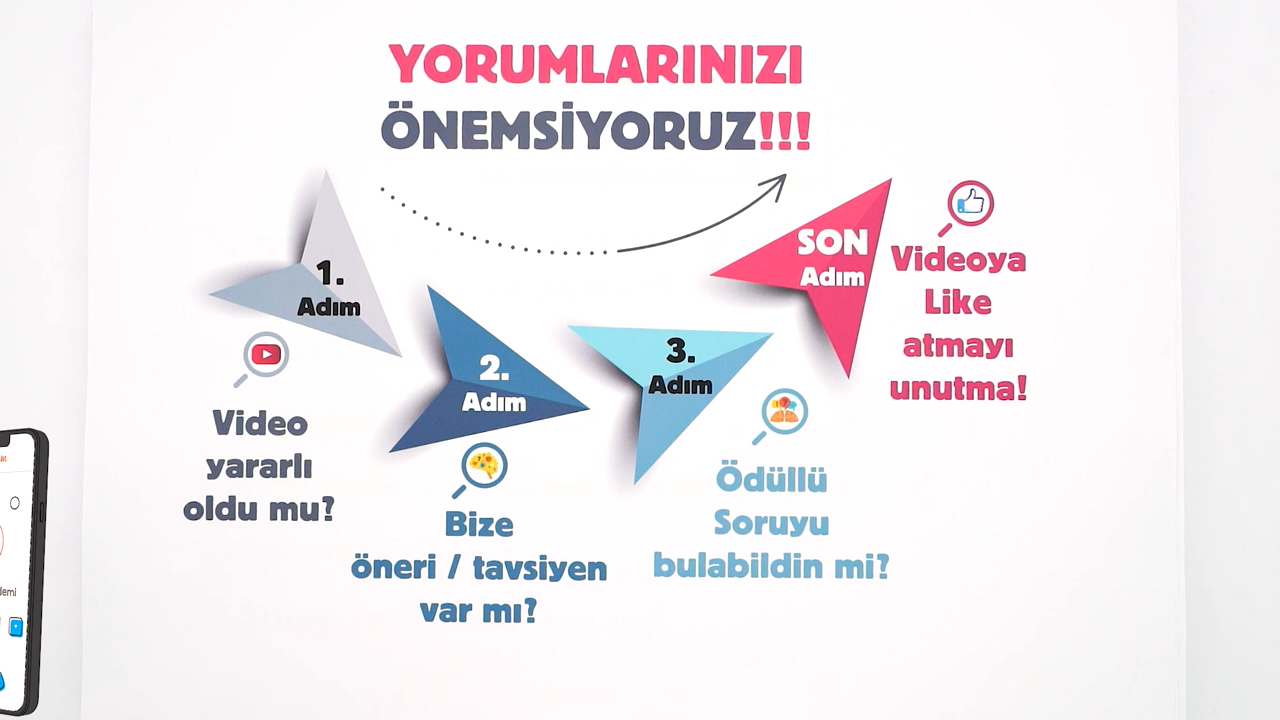 YORUMLARINIZI
ÖNEMSİYORUZ!!!
1.
Adım
Video
yararlı
oldu mu?
2.
Adım
Bize
öneri / tavsiyen
var mı?
3.
Adım
Ödüllü
Soruyu
bulabildin mi?
SON
Adım
Videoya
Like
atmayı
unutma!